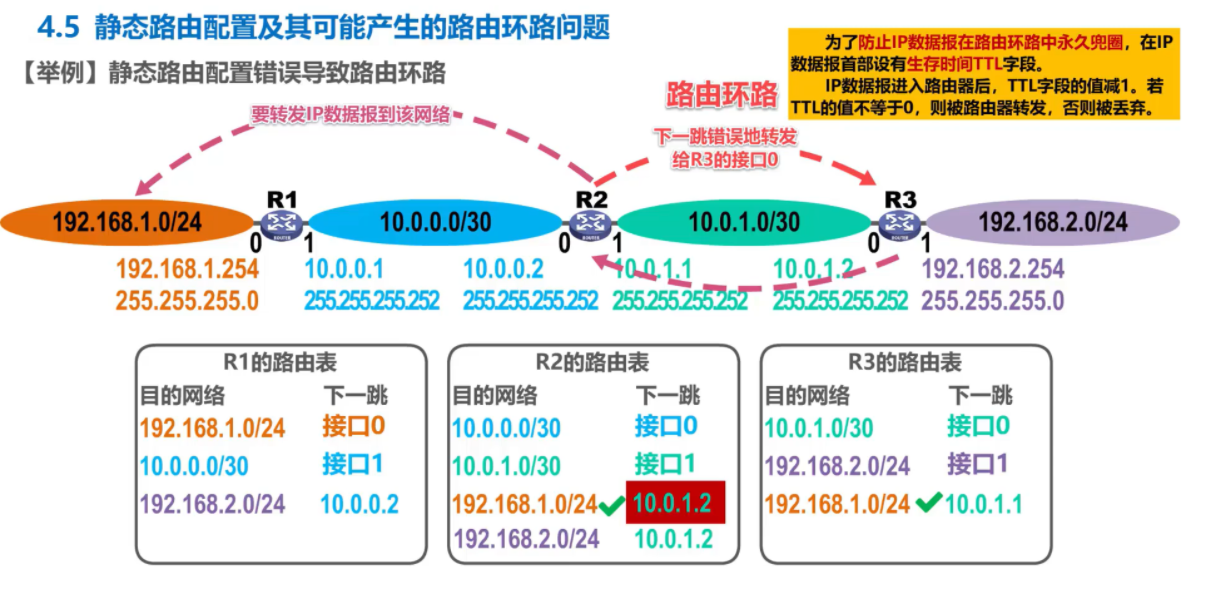 4.5 静态路由配置及其可能产生的路由环路问题
【举例】静态路由配置错误导致路由环路
为了防止IP数据报在路由环路中永久兜圈，在IP
数据报首部设有生存时间TTL字段。
IP数据报进入路由器后，TTL字段的值减1。若
TTL的值不等于0，则被路由器转发，否则被丢弃。
要转发IP数据报到该网络
路由环路
下一跳错误地转发
给R3的接口0
R1
R2
R3
192.168.1.0/24
10.0.0.0/30
10.0.1.0/30
192.168.2.0/24
ROUTER
ROUTER
ROUTER
0 1
0 1
0 1
192.168.1.254 10.0.0.1 10.0.0.2 10.0.1.1 10.0.1.2 192.168.2.254
255.255.255.0 255.255.255.252 255.255.255.252 255.255.255.252 255.255.255.252 255.255.255.0
R1的路由表
目的网络 下一跳
192.168.1.0/24 接口0
10.0.0.0/30 接口1
192.168.2.0/24 10.0.0.2
R2的路由表
目的网络 下一跳
10.0.0.0/30 接口0
10.0.1.0/30 接口1
192.168.1.0/24 10.0.1.2
192.168.2.0/24 10.0.1.2
R3的路由表
目的网络 下一跳
10.0.1.0/30 接口0
192.168.2.0/24 接口1
192.168.1.0/24 10.0.1.1